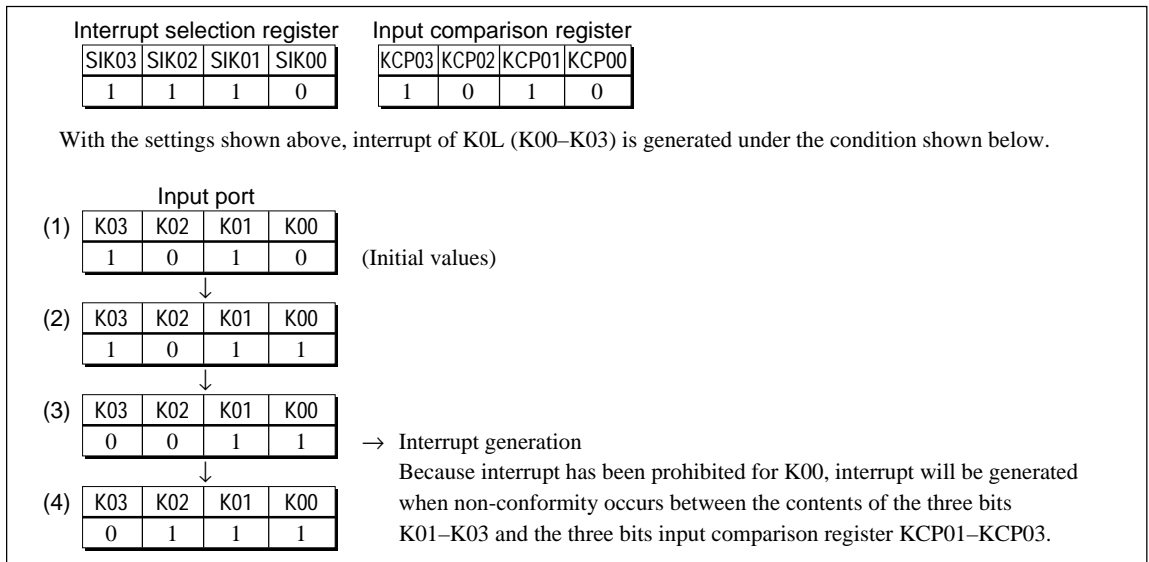 Interrupt selection register Input comparison register
SIK03 SIK02 SIK01 SIK00 KCP03 KCP02 KCP01 KCP00
1 1 1 0 1 0 1 0
With the settings shown above, interrupt of K0L (K00–K03) is generated under the condition shown below.
Input port
(1) K03 K02 K01 K00
1 0 1 0 (Initial values)
↓
(2) K03 K02 K01 K00
1 0 1 1
↓
(3) K03 K02 K01 K00
0 0 1 1 → Interrupt generation
↓ Because interrupt has been prohibited for K00, interrupt will be generated
(4) K03 K02 K01 K00 when non-conformity occurs between the contents of the three bits
0 1 1 1 K01–K03 and the three bits input comparison register KCP01–KCP03.